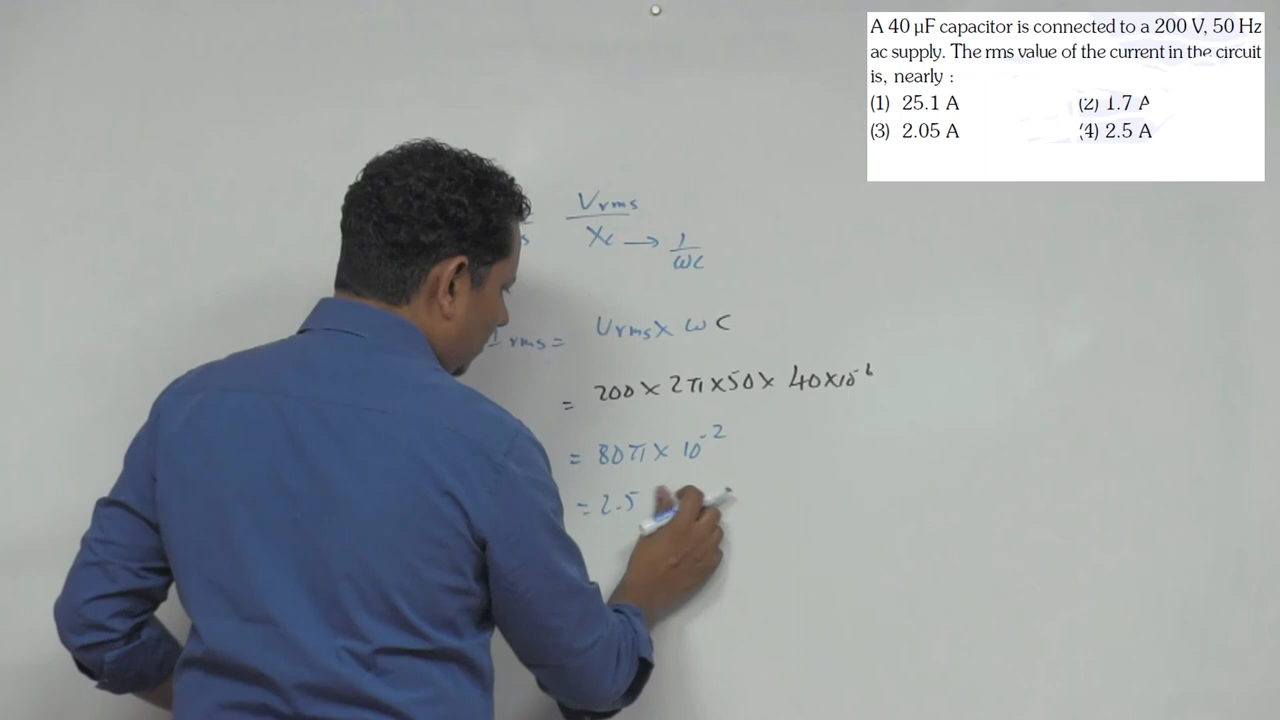 A 40 µF capacitor is connected to a 200 V, 50 Hz
ac supply. The rms value of the current in the circuit
is, nearly :
(1) 25.1 A (2) 1.7 A
(3) 2.05 A (4) 2.5 A
Vrms
Xc → 1
ωc
rms = Vrms × ω C
= 200 × 2π × 50 × 40 × 10⁻⁶
= 80π × 10⁻²
= 2.5